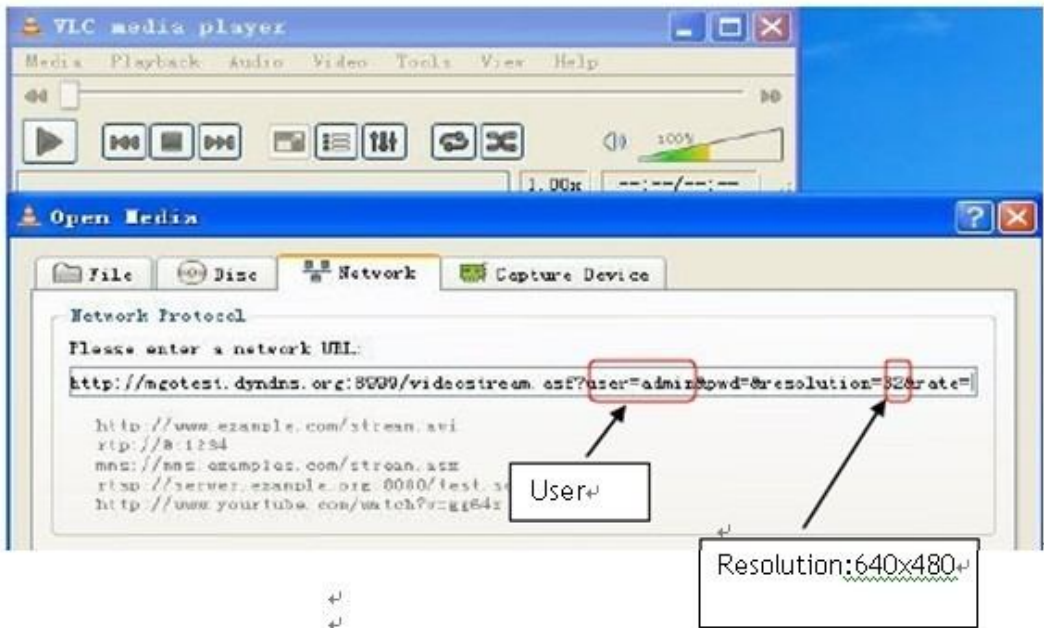 VLC media player
Media Playback Audio Video Tools View Help
100%
1.00x --:--/--:--
Open Media
File Disc Network Capture Device
Network Protocol
Please enter a network URL:
http://mgotest.dyndns.org:8999/videostream.asf?user=admin&pwd=&resolution=32&rate=
http://www.example.com/stream.avi
rtp://@:1234
mms://mms.examples.com/stream.asx
rtsp://server.example.org:8080/test.s
http://www.yourtube.com/watch?v=gg64x
User
Resolution:640x480